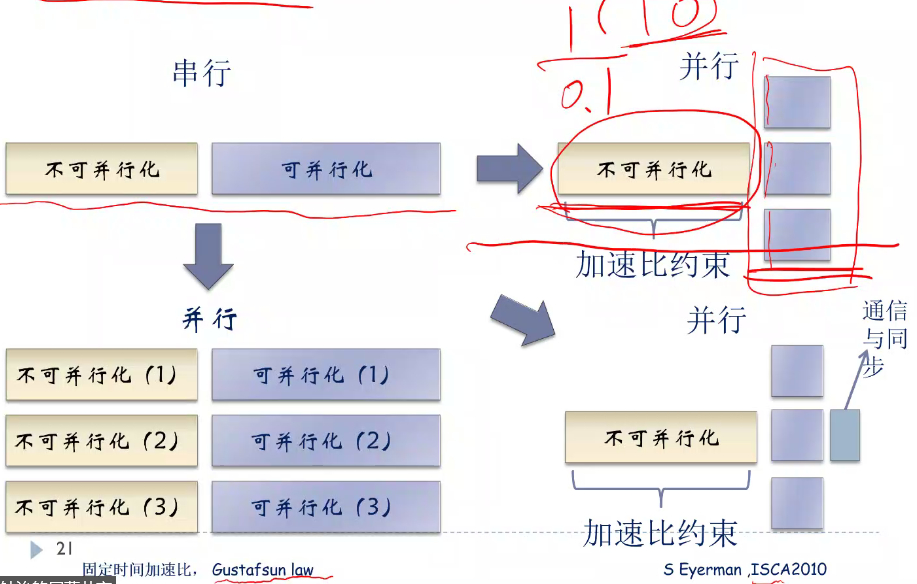 串行
不可并行化
可并行化
并行
1
0.1
(10)
不可并行化
加速比约束
并行
不可并行化 (1)
可并行化 (1)
不可并行化 (2)
可并行化 (2)
不可并行化 (3)
可并行化 (3)
并行
通信
与同
步
不可并行化
加速比约束
21
固定时间加速比， Gustafsun law
S Eyerman ,ISCA2010